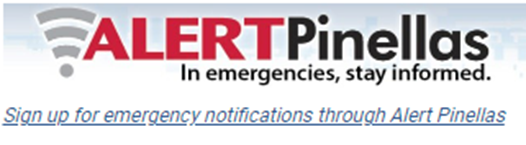 ALERTPinellas
In emergencies, stay informed.
Sign up for emergency notifications through Alert Pinellas